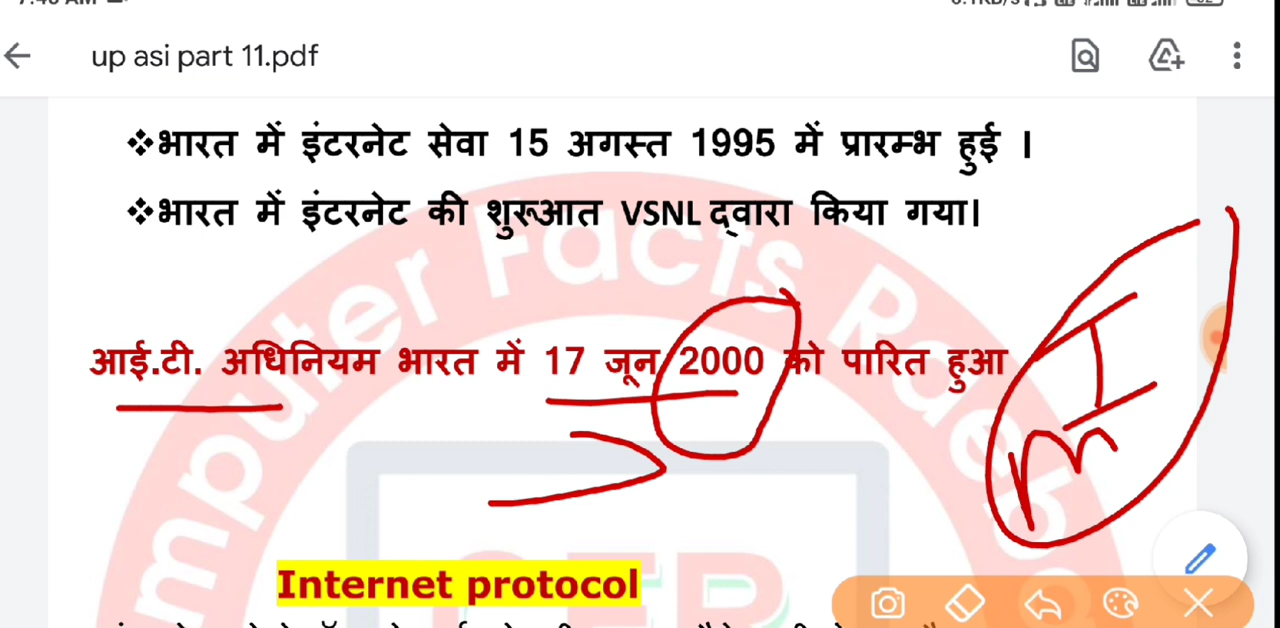 up asi part 11.pdf
❖भारत में इंटरनेट सेवा 15 अगस्त 1995 में प्रारम्भ हुई ।
❖भारत में इंटरनेट की शुरूआत VSNL द्वारा किया गया।
आई.टी. अधिनियम भारत में 17 जून 2000 को पारित हुआ
Internet protocol